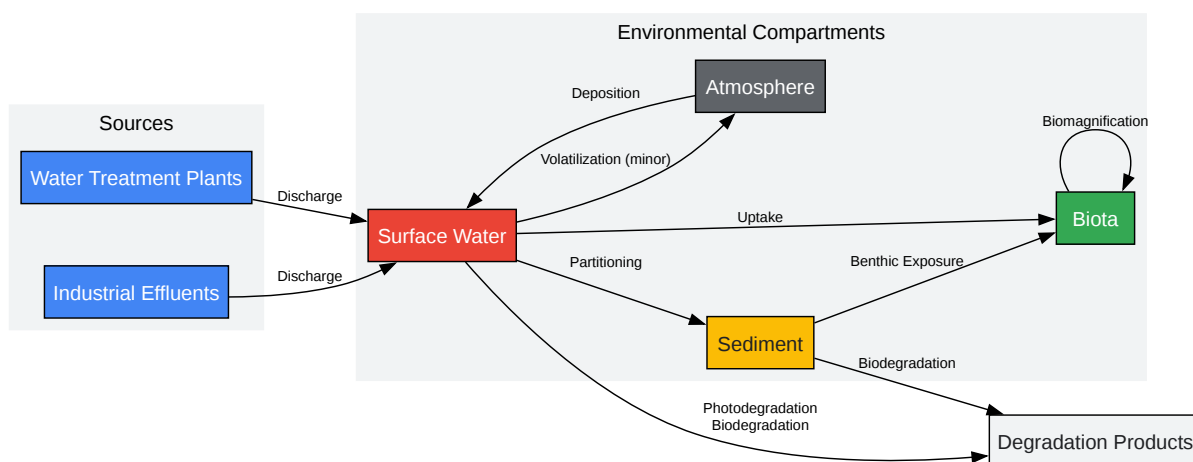 Environmental Compartments
Atmosphere
Deposition
Sources
Biomagnification
Volatilization (minor)
Water Treatment Plants
Discharge
Uptake
Biota
Surface Water
Partitioning
Benthic Exposure
Discharge
Industrial Effluents
Sediment
Biodegradation
Photodegradation
Biodegradation
Degradation Products